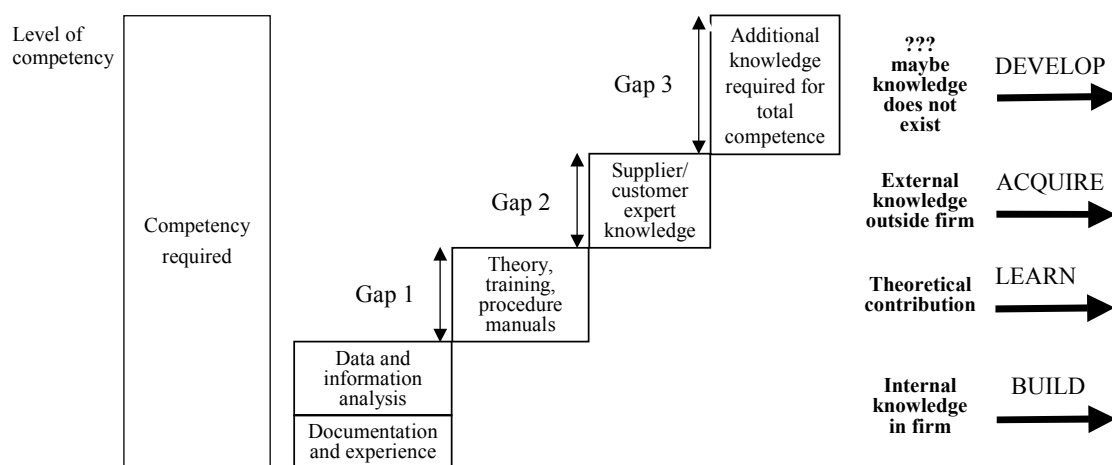 Level of
competency
Competency
required
Gap 3
Additional
knowledge
required for
total
competence
???
maybe
knowledge
does not
exist
DEVELOP
Gap 2
Supplier/
customer
expert
knowledge
External
knowledge
outside firm
ACQUIRE
Gap 1
Theory,
training,
procedure
manuals
Theoretical
contribution
LEARN
Data and
information
analysis
Documentation
and experience
Internal
knowledge
in firm
BUILD